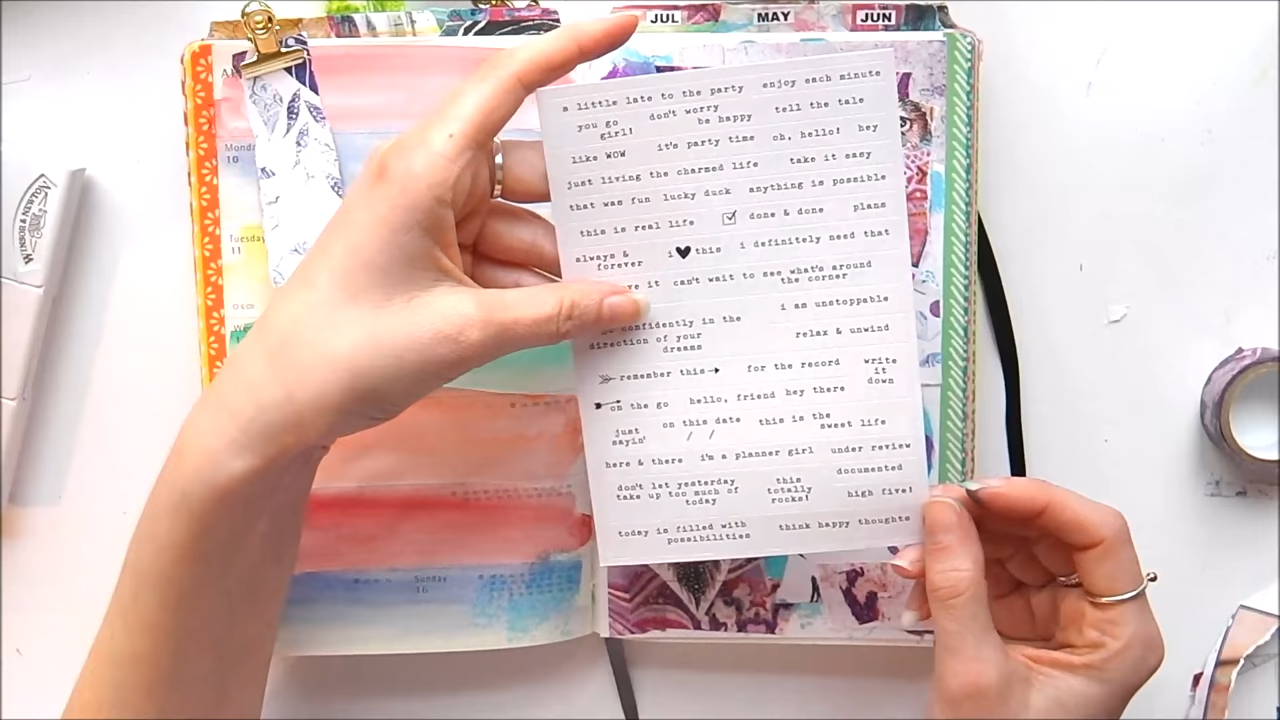 JUL MAY JUN
Monday
10
Tuesday
11
Sunday
16
WINSOR & NEWTON
a little late to the party enjoy each minute
you go
girl!
don't worry
be happy
tell the tale
like WOW it's party time oh, hello! hey
just living the charmed life take it easy
that was fun lucky duck anything is possible
this is real life done & done plans
always &
forever
i ♥ this i definitely need that
it can't wait to see what's around
the corner
i am unstoppable
confidently in the
direction of your
dreams
relax & unwind
remember this for the record
write
it
down
on the go hello, friend hey there
just
sayin'
on this date
/ /
this is the
sweet life
here & there i'm a planner girl under review
documented
don't let yesterday
take up too much of
today
this
totally
rocks!
high five!
today is filled with
possibilities
think happy thoughts